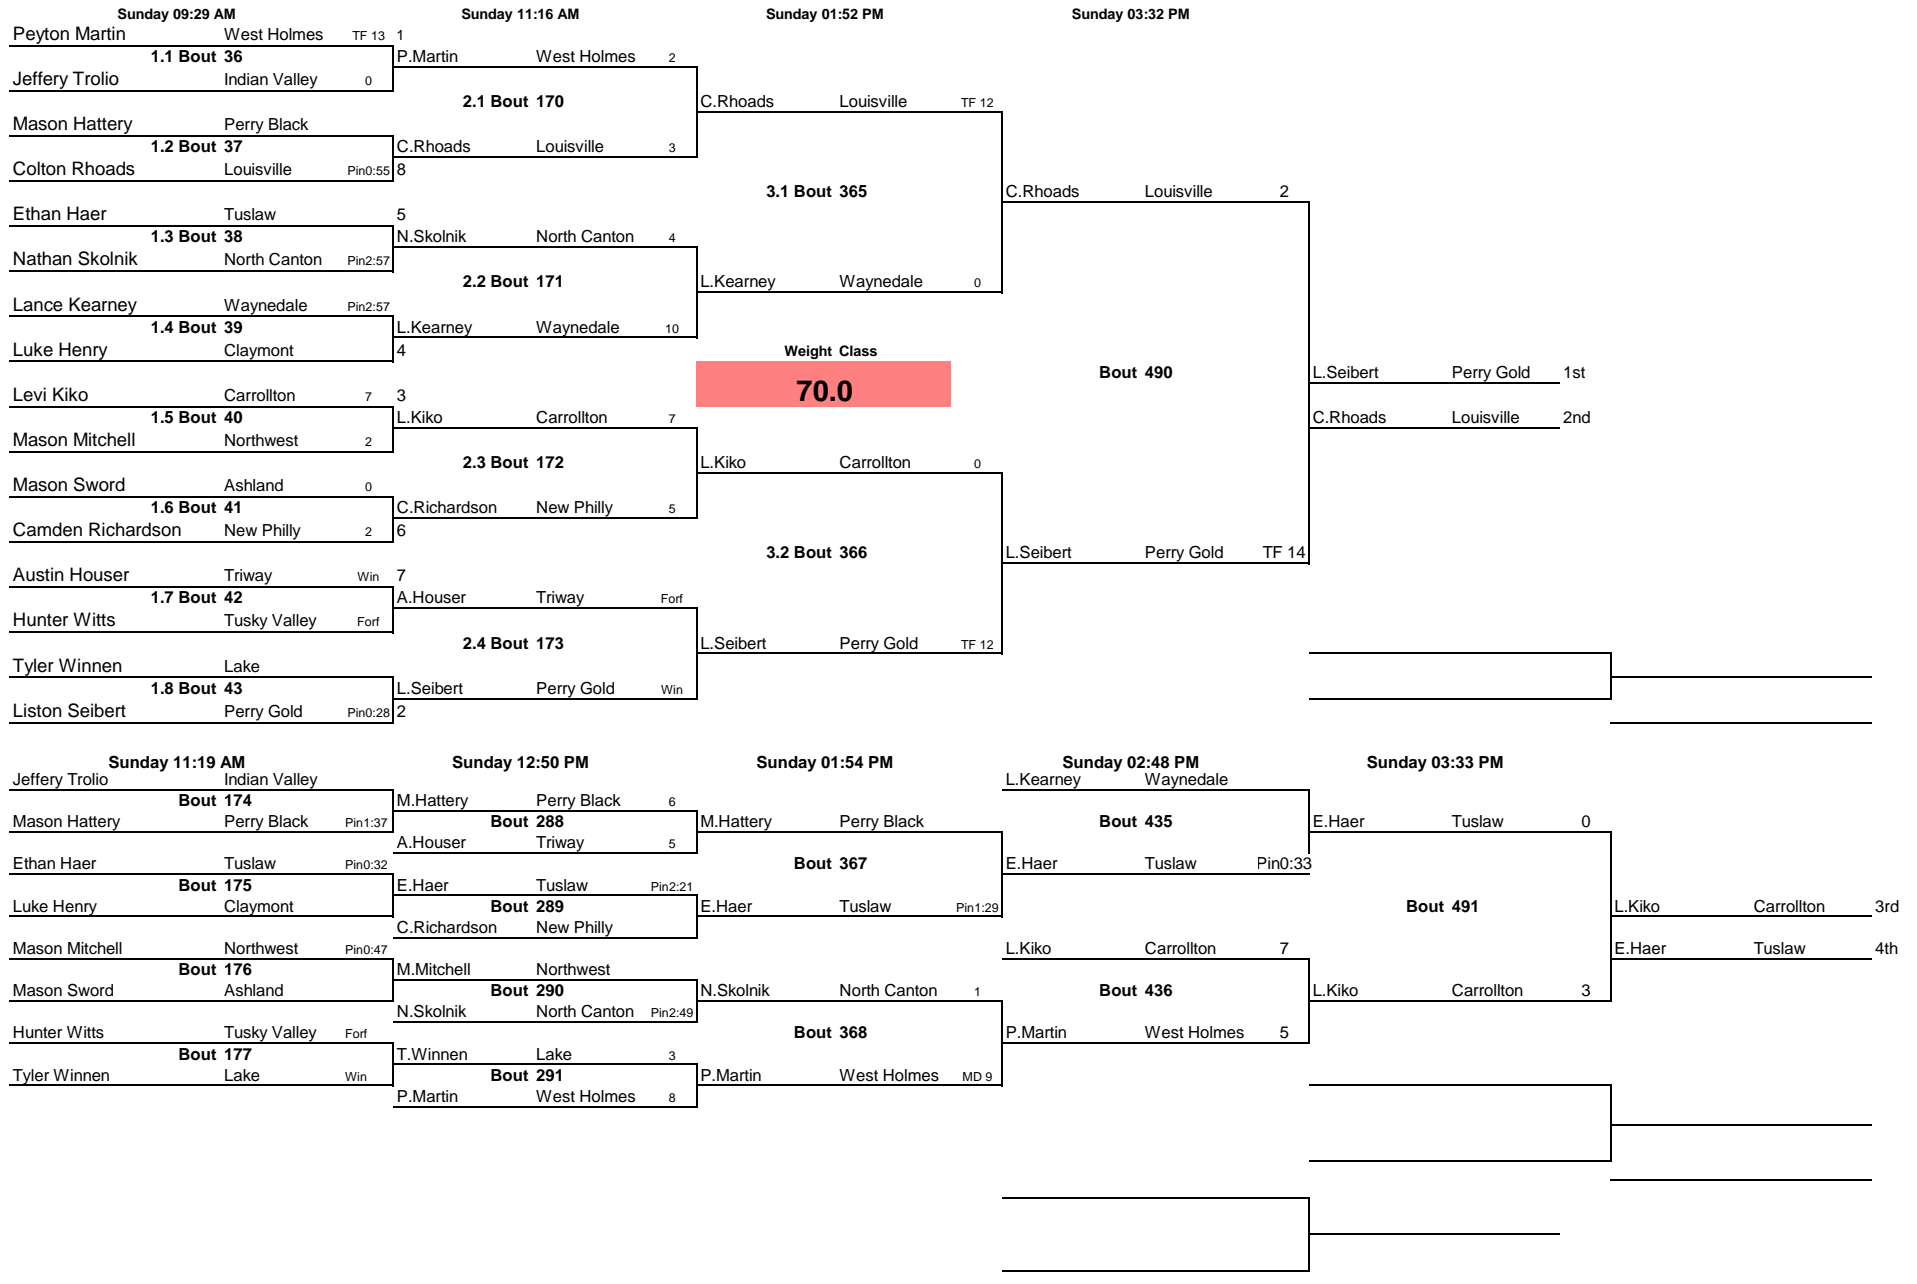 Sunday 09:29 AM Sunday 11:16 AM Sunday 01:52 PM Sunday 03:32 PM
Peyton Martin West Holmes TF 13 1
1.1 Bout 36 P.Martin West Holmes 2
Jeffery Trolio Indian Valley 0
2.1 Bout 170 C.Rhoads Louisville TF 12
Mason Hattery Perry Black
1.2 Bout 37 C.Rhoads Louisville 3
Colton Rhoads Louisville Pin0:55 8
3.1 Bout 365 C.Rhoads Louisville 2
Ethan Haer Tuslaw 5
1.3 Bout 38 N.Skolnik North Canton 4
Nathan Skolnik North Canton Pin2:57
2.2 Bout 171 L.Kearney Waynedale 0
Lance Kearney Waynedale Pin2:57
1.4 Bout 39 L.Kearney Waynedale 10
Luke Henry Claymont 4 Weight Class
Bout 490 L.Seibert Perry Gold 1st
Levi Kiko Carrollton 7 3 70.0
1.5 Bout 40 L.Kiko Carrollton 7 C.Rhoads Louisville 2nd
Mason Mitchell Northwest 2
2.3 Bout 172 L.Kiko Carrollton 0
Mason Sword Ashland 0
1.6 Bout 41 C.Richardson New Philly 5
Camden Richardson New Philly 2 6
3.2 Bout 366 L.Seibert Perry Gold TF 14
Austin Houser Triway Win 7
1.7 Bout 42 A.Houser Triway Forf
Hunter Witts Tusky Valley Forf
2.4 Bout 173 L.Seibert Perry Gold TF 12
Tyler Winnen Lake
1.8 Bout 43 L.Seibert Perry Gold Win
Liston Seibert Perry Gold Pin0:28 2
Sunday 11:19 AM Sunday 12:50 PM Sunday 01:54 PM Sunday 02:48 PM Sunday 03:33 PM
Jeffery Trolio Indian Valley L.Kearney Waynedale
Bout 174 M.Hattery Perry Black 6
Mason Hattery Perry Black Pin1:37 Bout 288 M.Hattery Perry Black Bout 435 E.Haer Tuslaw 0
A.Houser Triway 5
Ethan Haer Tuslaw Pin0:32 Bout 367 E.Haer Tuslaw Pin0:33
Bout 175 E.Haer Tuslaw Pin2:21
Luke Henry Claymont Bout 289 E.Haer Tuslaw Pin1:29 Bout 491 L.Kiko Carrollton 3rd
C.Richardson New Philly
Mason Mitchell Northwest Pin0:47 L.Kiko Carrollton 7 E.Haer Tuslaw 4th
Bout 176 M.Mitchell Northwest
Mason Sword Ashland Bout 290 N.Skolnik North Canton 1 Bout 436 L.Kiko Carrollton 3
N.Skolnik North Canton Pin2:49
Hunter Witts Tusky Valley Forf Bout 368 P.Martin West Holmes 5
Bout 177 T.Winnen Lake 3
Tyler Winnen Lake Win Bout 291 P.Martin West Holmes MD 9
P.Martin West Holmes 8